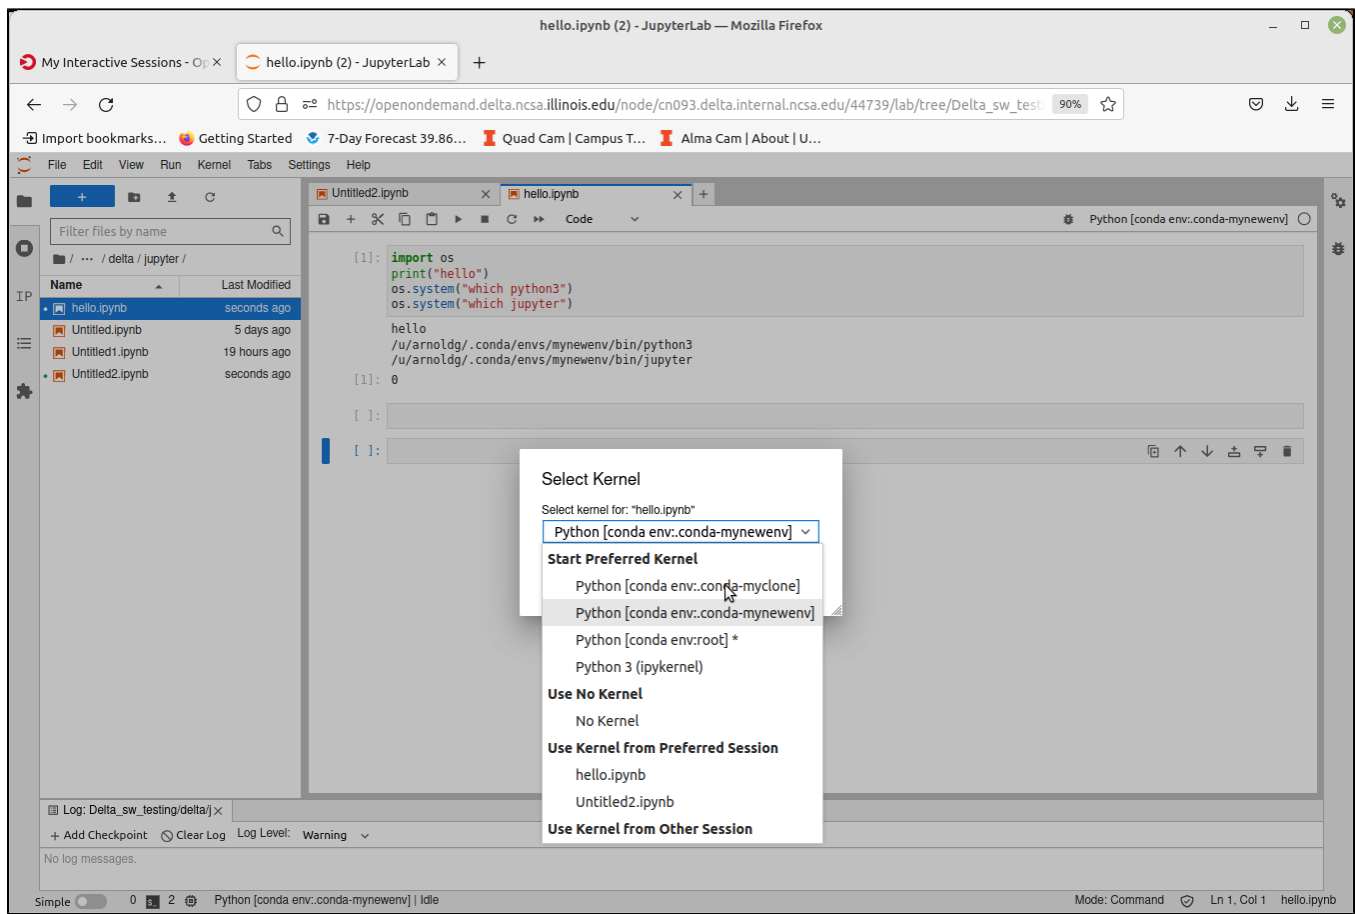 hello.ipynb (2) - JupyterLab — Mozilla Firefox
My Interactive Sessions - Op
hello.ipynb (2) - JupyterLab
https://openondemand.delta.ncsa.illinois.edu/node/cn093.delta.internal.ncsa.edu/44739/lab/tree/Delta_sw_test 90%
Import bookmarks... Getting Started 7-Day Forecast 39.86... Quad Cam | Campus T... Alma Cam | About | U...
File Edit View Run Kernel Tabs Settings Help
Untitled2.ipynb hello.ipynb
Code Python [conda env:.conda-mynewenv]
Filter files by name
/ ··· / delta / jupyter /
Name Last Modified
hello.ipynb seconds ago
Untitled.ipynb 5 days ago
Untitled1.ipynb 19 hours ago
Untitled2.ipynb seconds ago
IP
[1]: import os
print("hello")
os.system("which python3")
os.system("which jupyter")
hello
/u/arnoldg/.conda/envs/mynewenv/bin/python3
/u/arnoldg/.conda/envs/mynewenv/bin/jupyter
[1]: 0
[ ]:
[ ]:
Select Kernel
Select kernel for: "hello.ipynb"
Python [conda env:.conda-mynewenv]
Start Preferred Kernel
Python [conda env:.conda-myclone]
Python [conda env:.conda-mynewenv]
Python [conda env:root] *
Python 3 (ipykernel)
Use No Kernel
No Kernel
Use Kernel from Preferred Session
hello.ipynb
Untitled2.ipynb
Use Kernel from Other Session
Log: Delta_sw_testing/delta/j
+ Add Checkpoint Clear Log Log Level: Warning
No log messages.
Simple 0 $_ 2 Python [conda env:.conda-mynewenv] | Idle Mode: Command Ln 1, Col 1 hello.ipynb